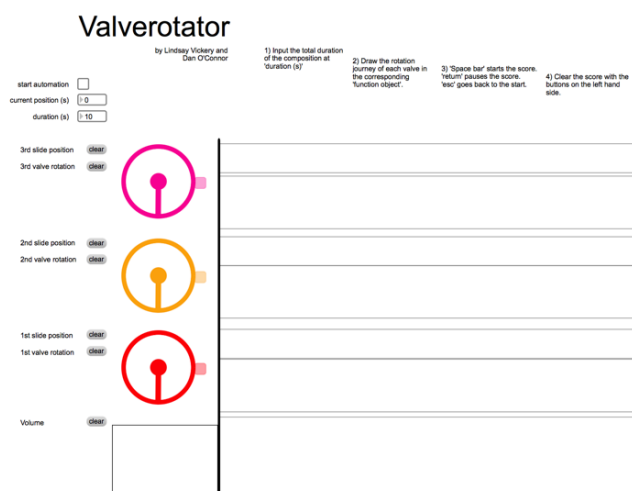 Valverotator
by Lindsay Vickery and
Dan O'Connor
1) Input the total duration
of the composition at
'duration (s)'
2) Draw the rotation
journey of each valve in
the corresponding
'function object'.
3) 'Space bar' starts the score.
'return' pauses the score.
'esc' goes back to the start.
4) Clear the score with the
buttons on the left hand
side.
start automation
current position (s) 0
duration (s) 10
3rd slide position clear
3rd valve rotation clear
2nd slide position clear
2nd valve rotation clear
1st slide position clear
1st valve rotation clear
Volume clear